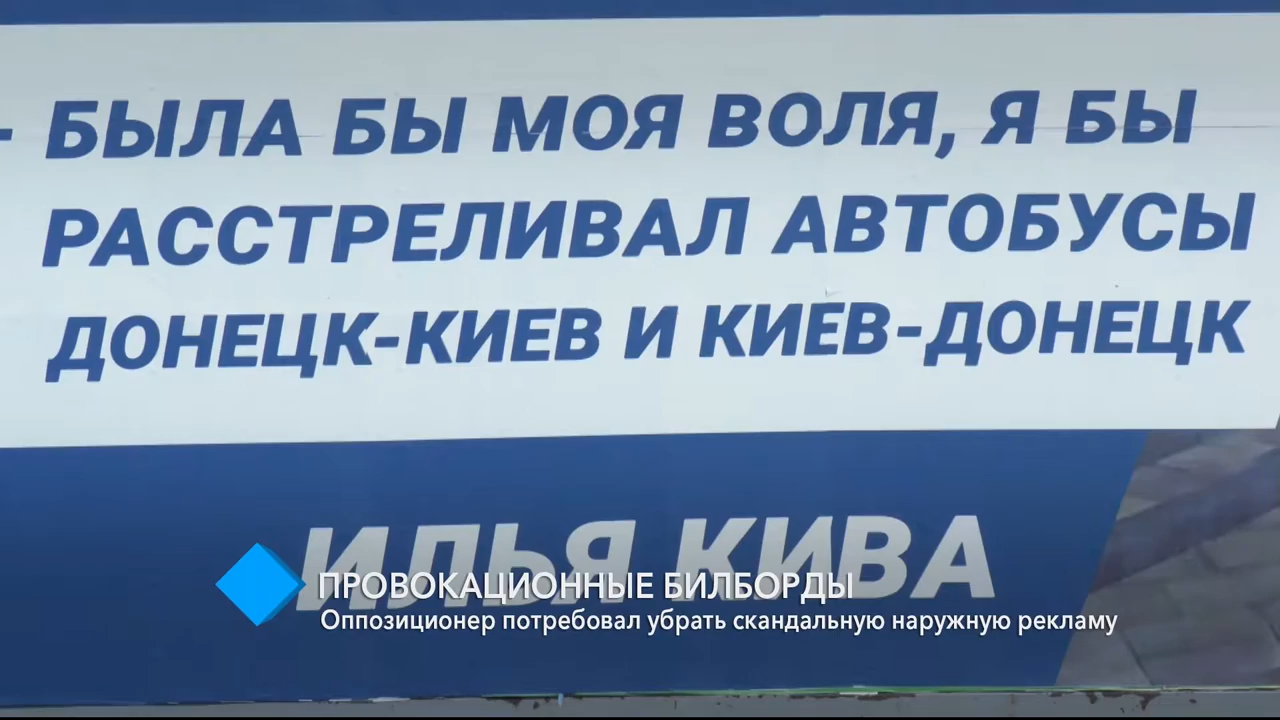 - БЫЛА БЫ МОЯ ВОЛЯ, Я БЫ
РАССТРЕЛИВАЛ АВТОБУСЫ
ДОНЕЦК-КИЕВ И КИЕВ-ДОНЕЦК
ИЛЬЯ КИВА
ПРОВОКАЦИОННЫЕ БИЛБОРДЫ
Оппозиционер потребовал убрать скандальную наружную рекламу